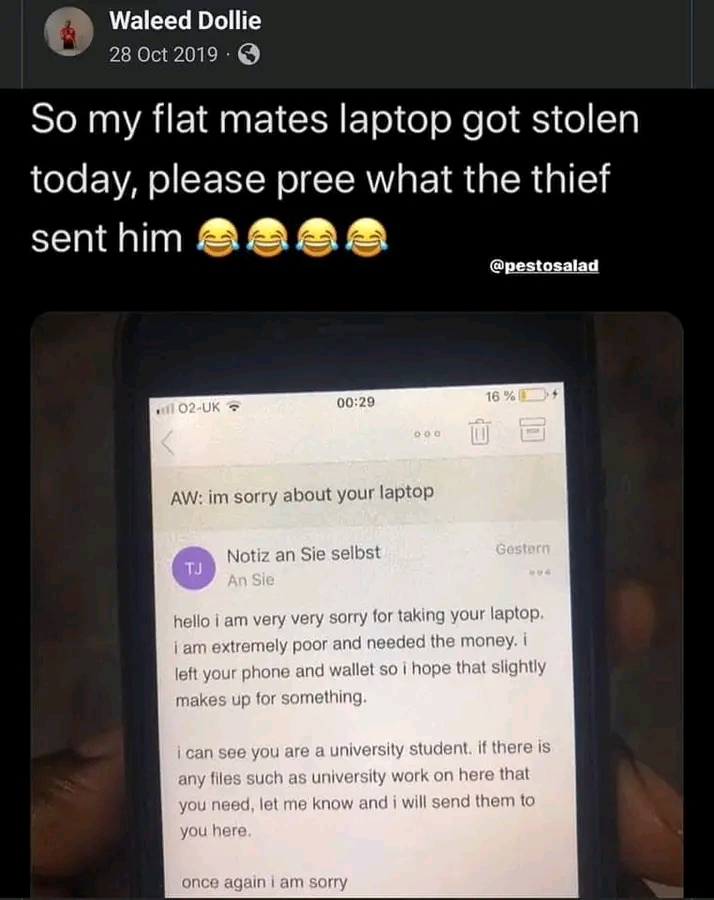 Waleed Dollie
28 Oct 2019 ·
So my flat mates laptop got stolen
today, please pree what the thief
sent him 😂😂😂😂
@pestosalad
O2-UK 00:29 16 %
AW: im sorry about your laptop
TJ
Notiz an Sie selbst Gestern
An Sie
hello i am very very sorry for taking your laptop.
i am extremely poor and needed the money. i
left your phone and wallet so i hope that slightly
makes up for something.
i can see you are a university student. if there is
any files such as university work on here that
you need, let me know and i will send them to
you here.
once again i am sorry